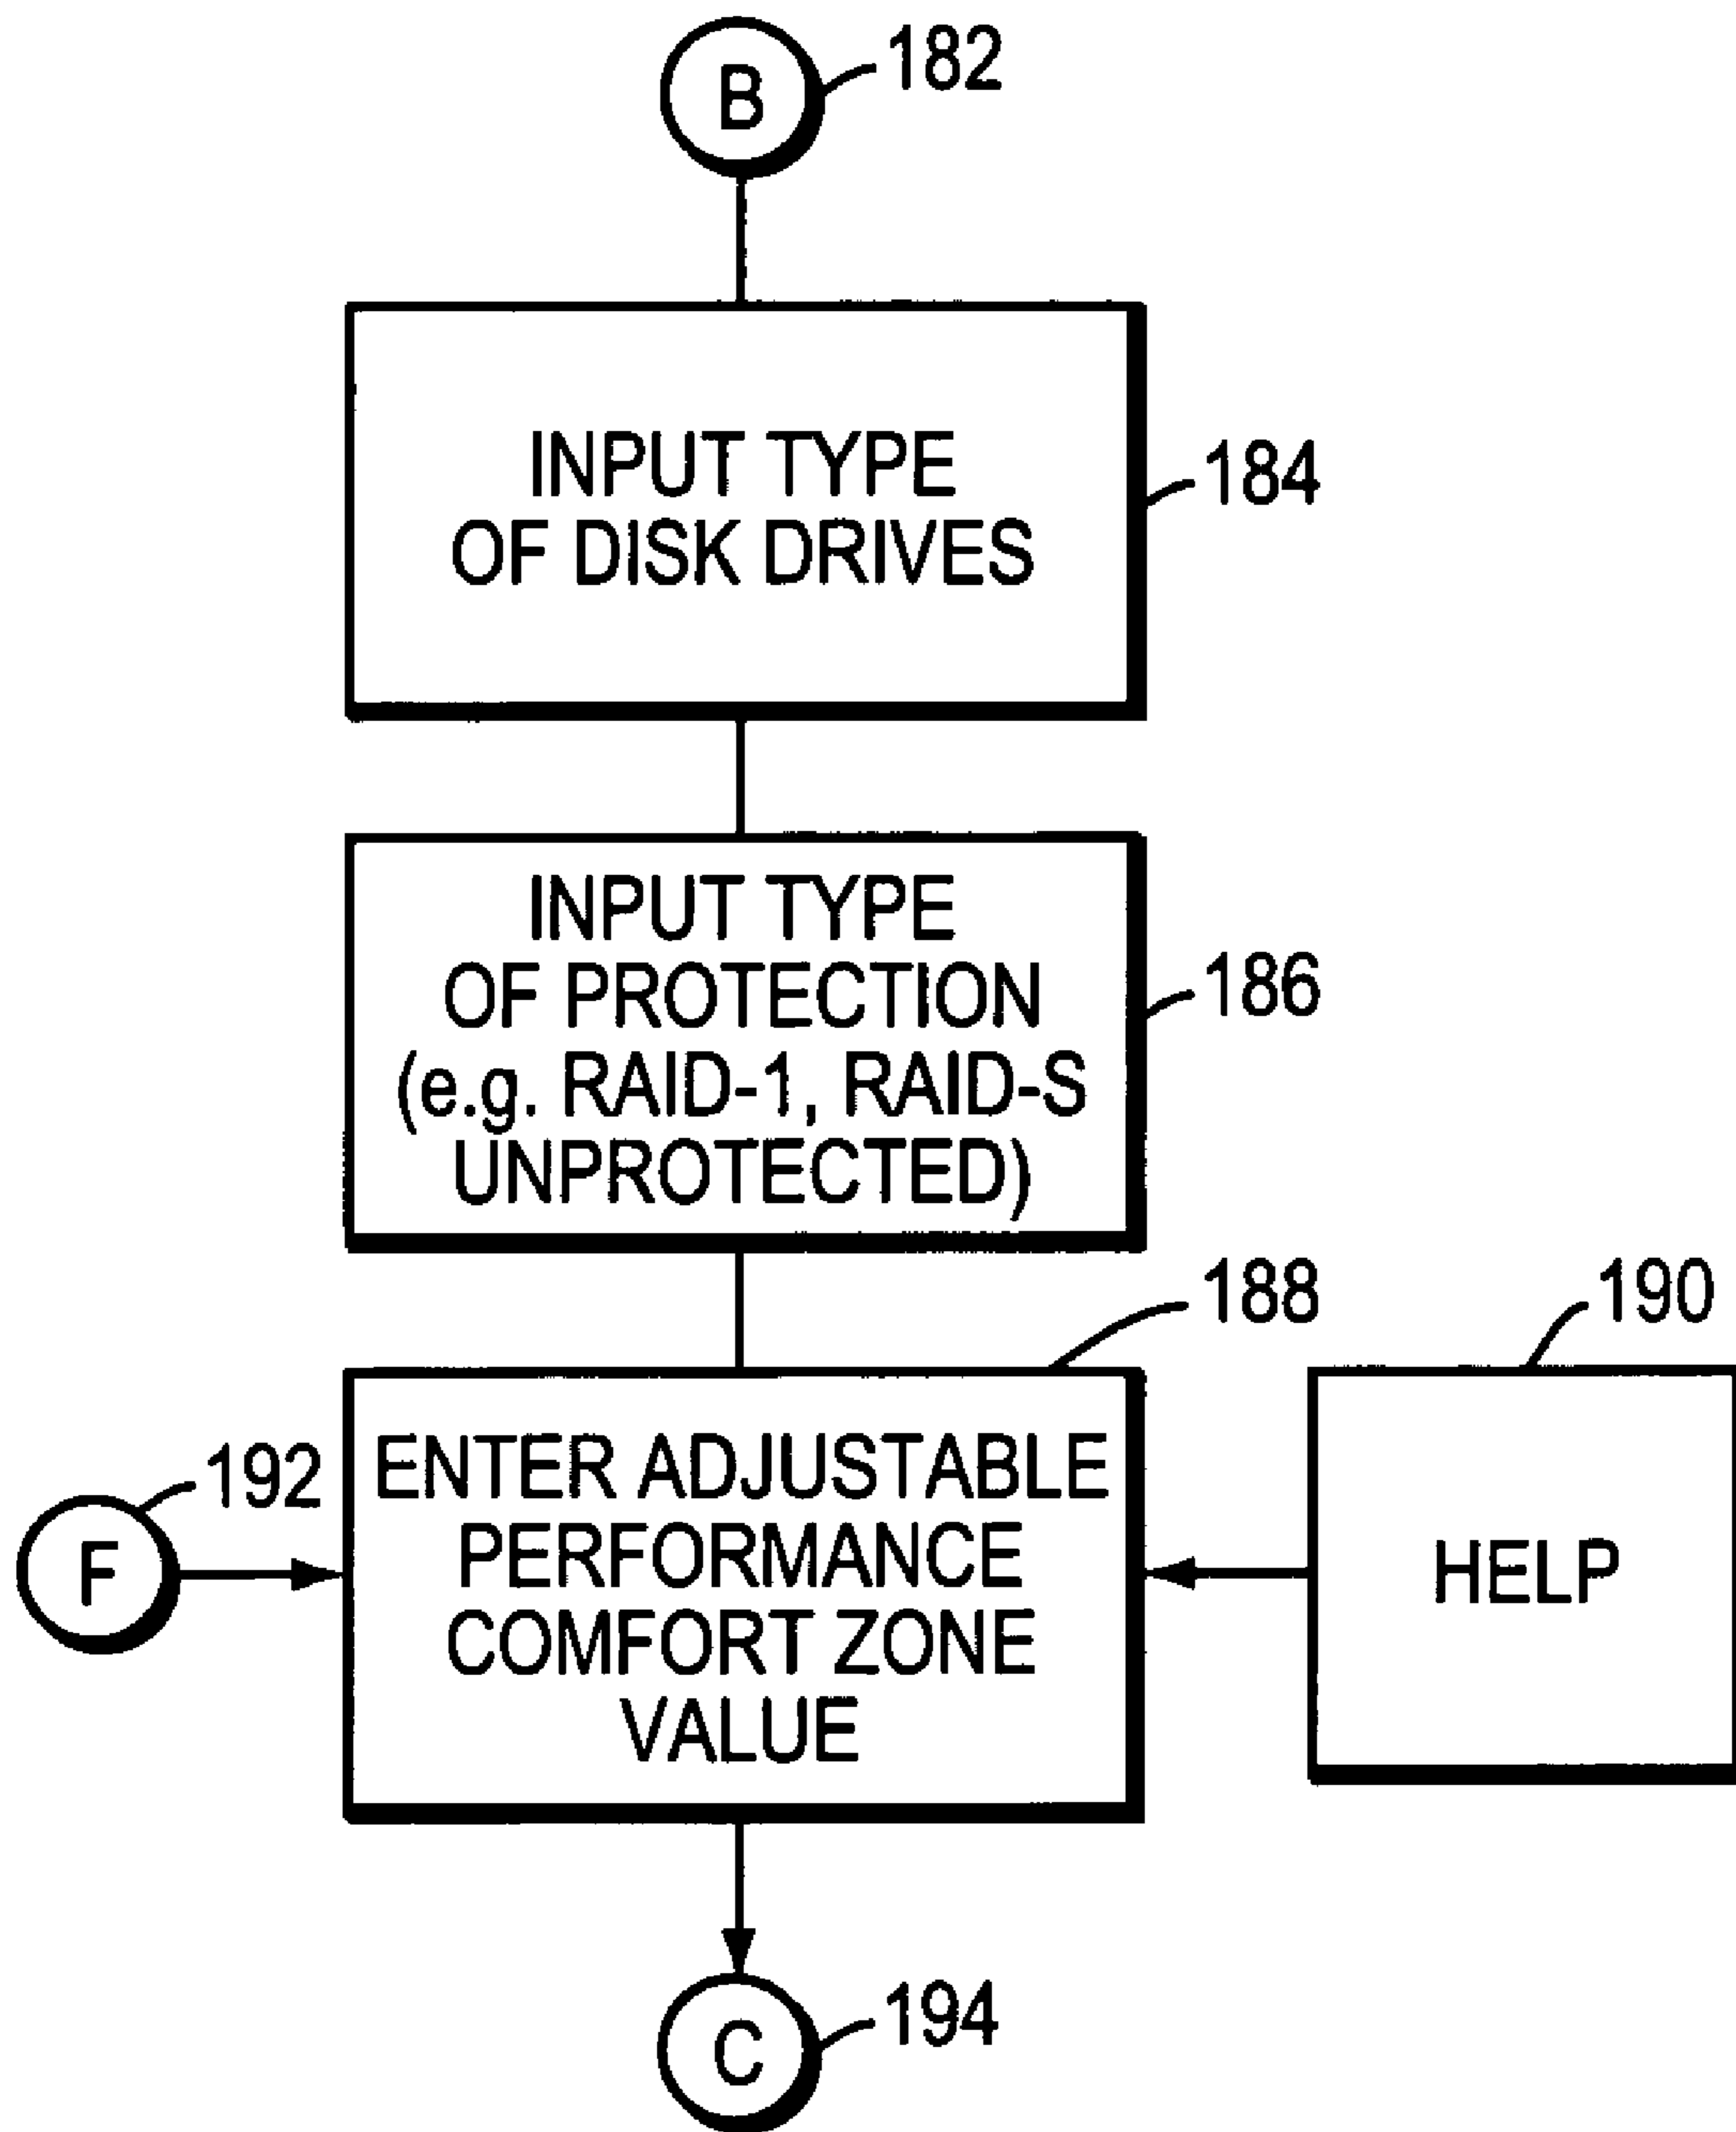 B
182
INPUT TYPE
OF DISK DRIVES
184
INPUT TYPE
OF PROTECTION
(e.g. RAID-1, RAID-S
UNPROTECTED)
186
188
190
192
F
ENTER ADJUSTABLE
PERFORMANCE
COMFORT ZONE
VALUE
HELP
C
194